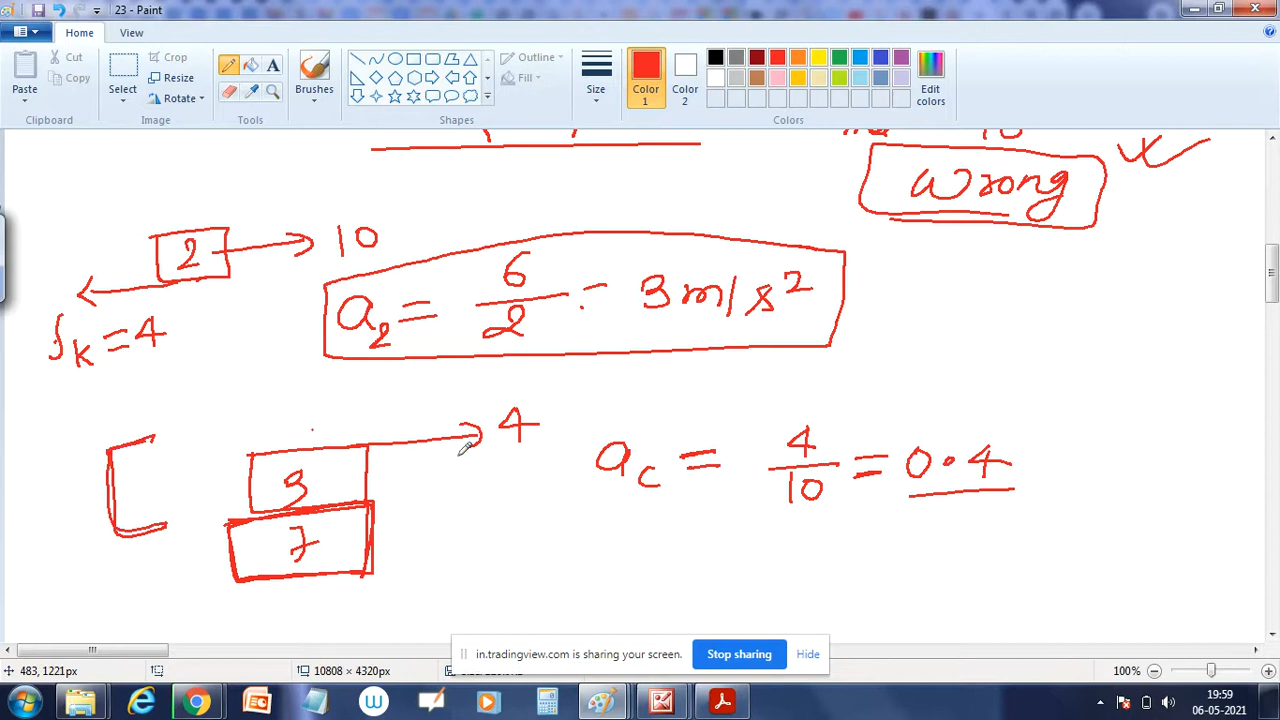 23 - Paint
Home View
Paste
Cut
Copy
Clipboard
Select
Crop
Resize
Rotate
Image
A
Tools
Brushes
Outline
Fill
Shapes
Size
Color 1
Color 2
Edit colors
Colors
10
Wrong
2 10
fK = 4
a2 = 6/2 = 3 m/s2
3 4
7
ac = 4/10 = 0.4
in.tradingview.com is sharing your screen. Stop sharing Hide
483, 1221px
10808 × 4320px
100%
19:59
06-05-2021